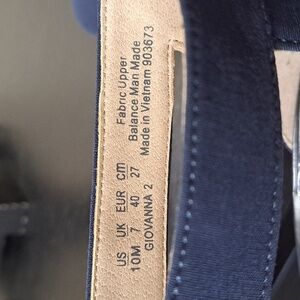 Fabric Upper
Balance Man Made
Made in Vietnam 903673
US UK EUR cm
10M 7 40 27
GIOVANNA 2